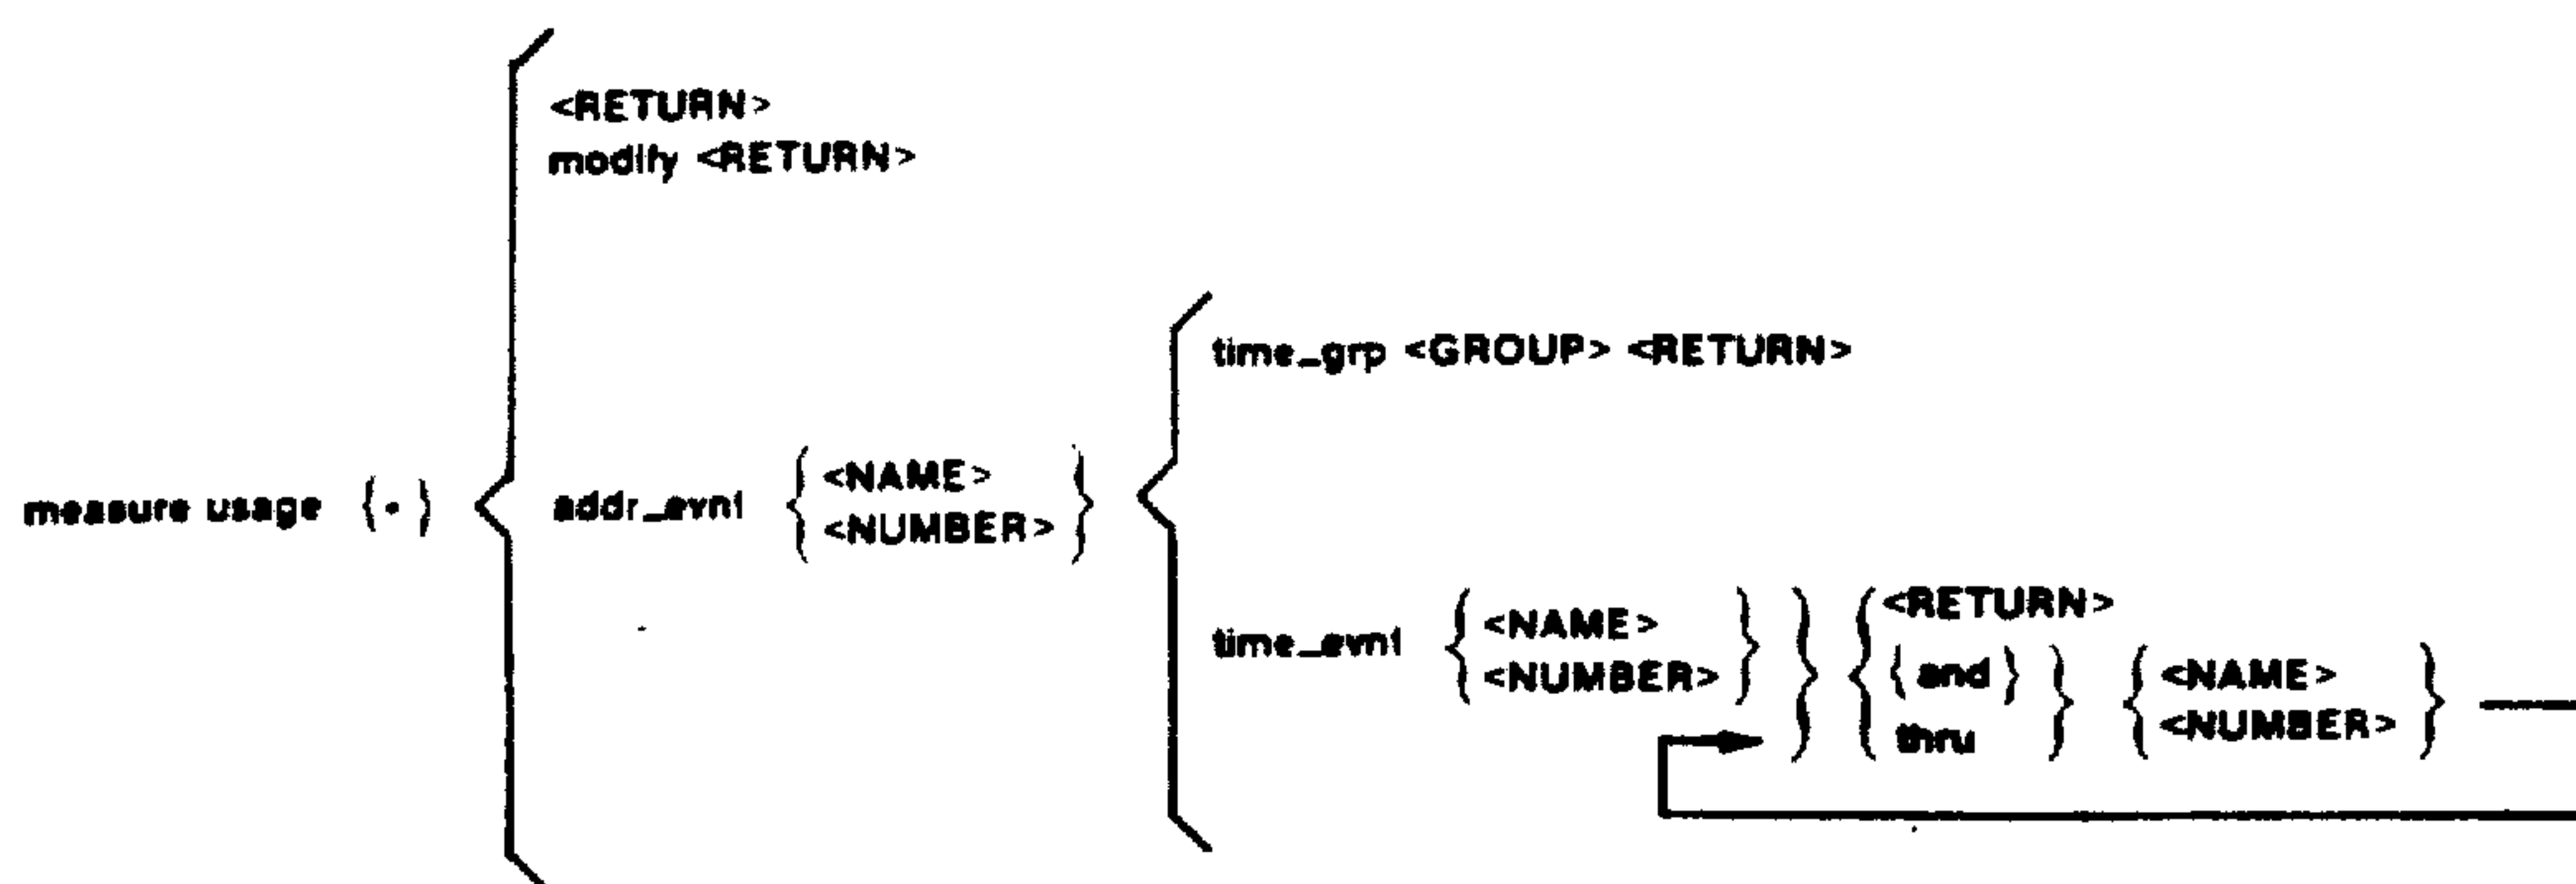 <RETURN>
modify <RETURN>
time_grp <GROUP> <RETURN>
measure usage { • } addr_evnt { <NAME>
<NUMBER> }
time_evnt { <NAME>
<NUMBER> } } { <RETURN>
{ and }
thru } { <NAME>
<NUMBER> }